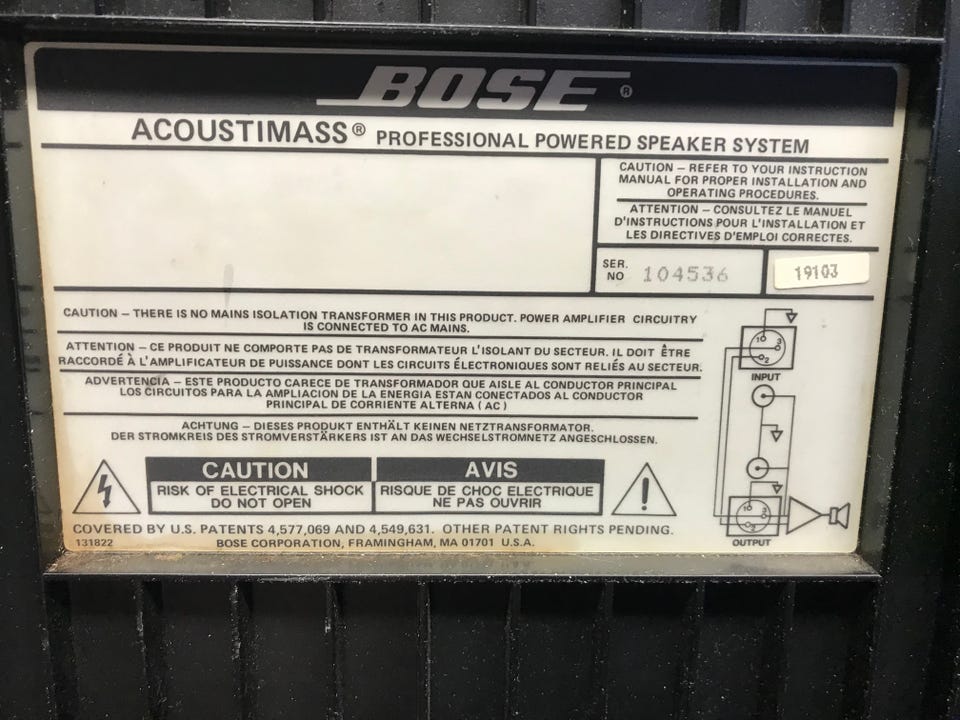 BOSE®
ACOUSTIMASS® PROFESSIONAL POWERED SPEAKER SYSTEM
CAUTION – REFER TO YOUR INSTRUCTION
MANUAL FOR PROPER INSTALLATION AND
OPERATING PROCEDURES.
ATTENTION – CONSULTEZ LE MANUEL
D'INSTRUCTIONS POUR L'INSTALLATION ET
LES DIRECTIVES D'EMPLOI CORRECTES.
SER.
NO 104536
19103
CAUTION – THERE IS NO MAINS ISOLATION TRANSFORMER IN THIS PRODUCT. POWER AMPLIFIER CIRCUITRY
IS CONNECTED TO AC MAINS.
ATTENTION – CE PRODUIT NE COMPORTE PAS DE TRANSFORMATEUR L'ISOLANT DU SECTEUR. IL DOIT ÊTRE
RACCORDÉ À L'AMPLIFICATEUR DE PUISSANCE DONT LES CIRCUITS ÉLECTRONIQUES SONT RELIÉS AU SECTEUR.
ADVERTENCIA – ESTE PRODUCTO CARECE DE TRANSFORMADOR QUE AISLE AL CONDUCTOR PRINCIPAL
LOS CIRCUITOS PARA LA AMPLIACION DE LA ENERGIA ESTAN CONECTADOS AL CONDUCTOR
PRINCIPAL DE CORRIENTE ALTERNA (AC)
ACHTUNG – DIESES PRODUKT ENTHÄLT KEINEN NETZTRANSFORMATOR.
DER STROMKREIS DES STROMVERSTÄRKERS IST AN DAS WECHSELSTROMNETZ ANGESCHLOSSEN.
CAUTION
RISK OF ELECTRICAL SHOCK
DO NOT OPEN
AVIS
RISQUE DE CHOC ELECTRIQUE
NE PAS OUVRIR
COVERED BY U.S. PATENTS 4,577,069 AND 4,549,631. OTHER PATENT RIGHTS PENDING.
131822 BOSE CORPORATION, FRAMINGHAM, MA 01701 U.S.A.
1 3
2
INPUT
1 3
2
OUTPUT